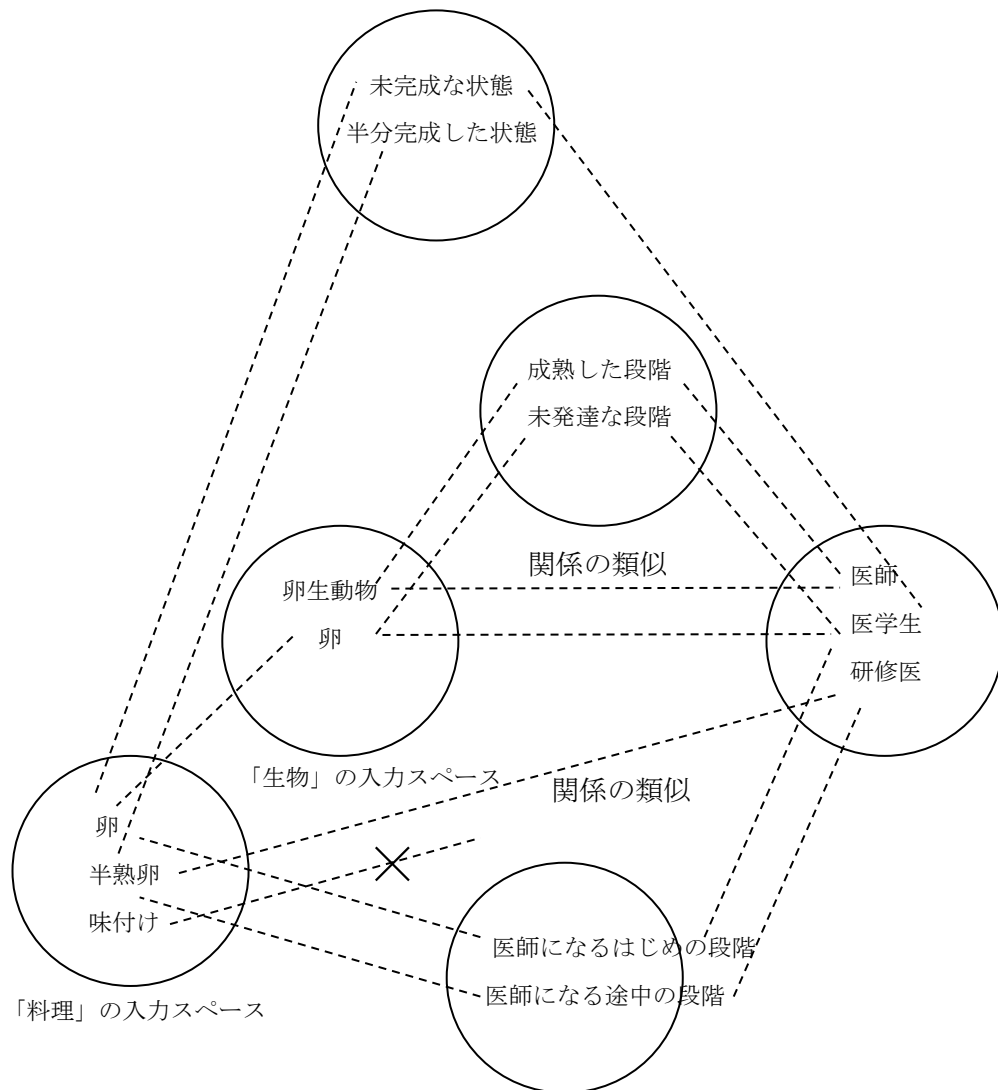 未完成な状態
半分完成した状態
成熟した段階
未発達な段階
関係の類似
卵生動物
卵
医師
医学生
研修医
「生物」の入力スペース
関係の類似
卵
半熟卵
味付け
「料理」の入力スペース
医師になるはじめの段階
医師になる途中の段階